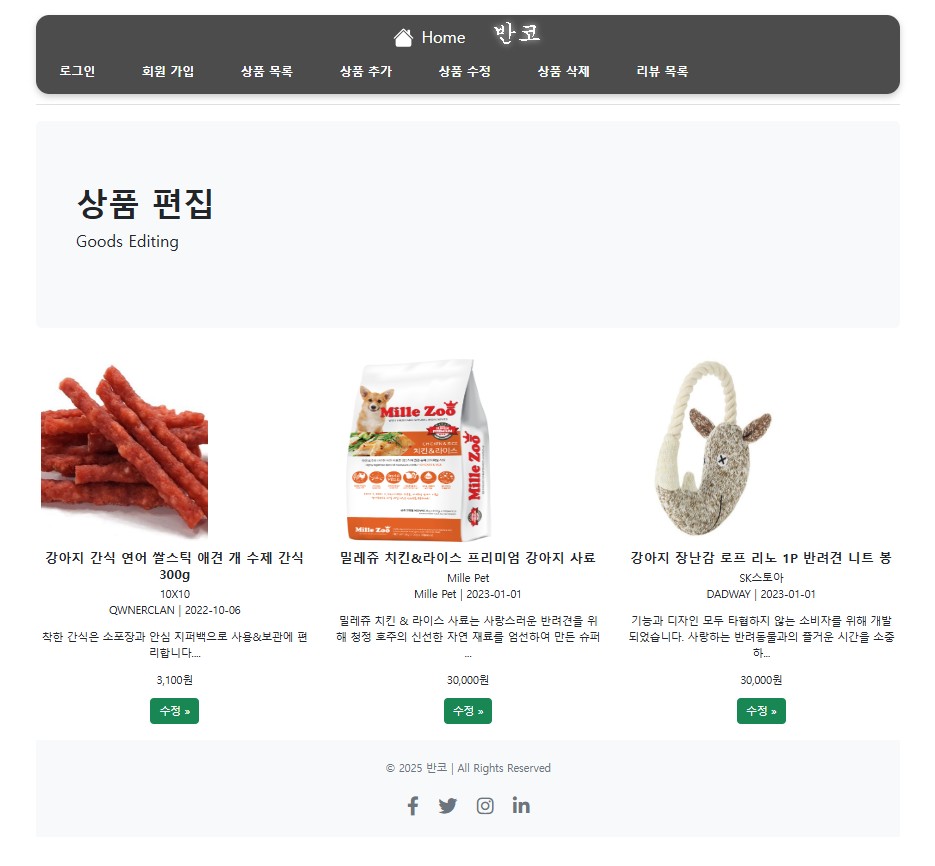 Home 반코
로그인 회원 가입 상품 목록 상품 추가 상품 수정 상품 삭제 리뷰 목록
상품 편집
Goods Editing
Mille Zoo
CHICKEN & RICE
치킨&라이스
Mille Zoo
Mille Zoo
강아지 간식 연어 쌀스틱 애견 개 수제 간식
300g
10X10
QWNERCLAN | 2022-10-06
착한 간식은 소포장과 안심 지퍼백으로 사용&보관에 편
리합니다....
3,100원
수정 »
밀레쥬 치킨&라이스 프리미엄 강아지 사료
Mille Pet
Mille Pet | 2023-01-01
밀레쥬 치킨 & 라이스 사료는 사랑스러운 반려견을 위
해 청정 호주의 신선한 자연 재료를 엄선하여 만든 슈퍼
...
30,000원
수정 »
강아지 장난감 로프 리노 1P 반려견 니트 봉
SK스토아
DADWAY | 2023-01-01
기능과 디자인 모두 타협하지 않는 소비자를 위해 개발
되었습니다. 사랑하는 반려동물과의 즐거운 시간을 소중
하...
30,000원
수정 »
© 2025 반코 | All Rights Reserved